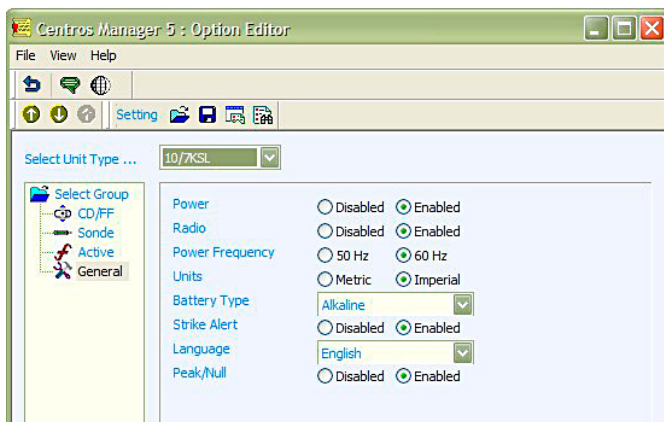 Centros Manager 5 : Option Editor
File View Help
Setting
Select Unit Type ... 10/7KSL
Select Group
CD/FF
Sonde
Active
General
Power Disabled Enabled
Radio Disabled Enabled
Power Frequency 50 Hz 60 Hz
Units Metric Imperial
Battery Type Alkaline
Strike Alert Disabled Enabled
Language English
Peak/Null Disabled Enabled